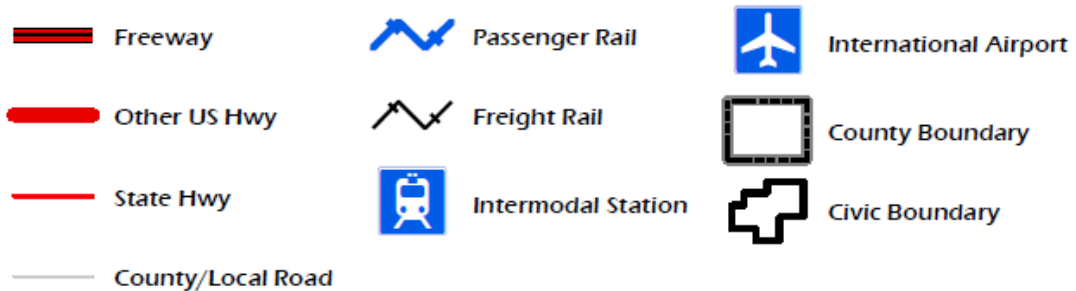 Freeway
Other US Hwy
State Hwy
County/Local Road
Passenger Rail
Freight Rail
Intermodal Station
International Airport
County Boundary
Civic Boundary